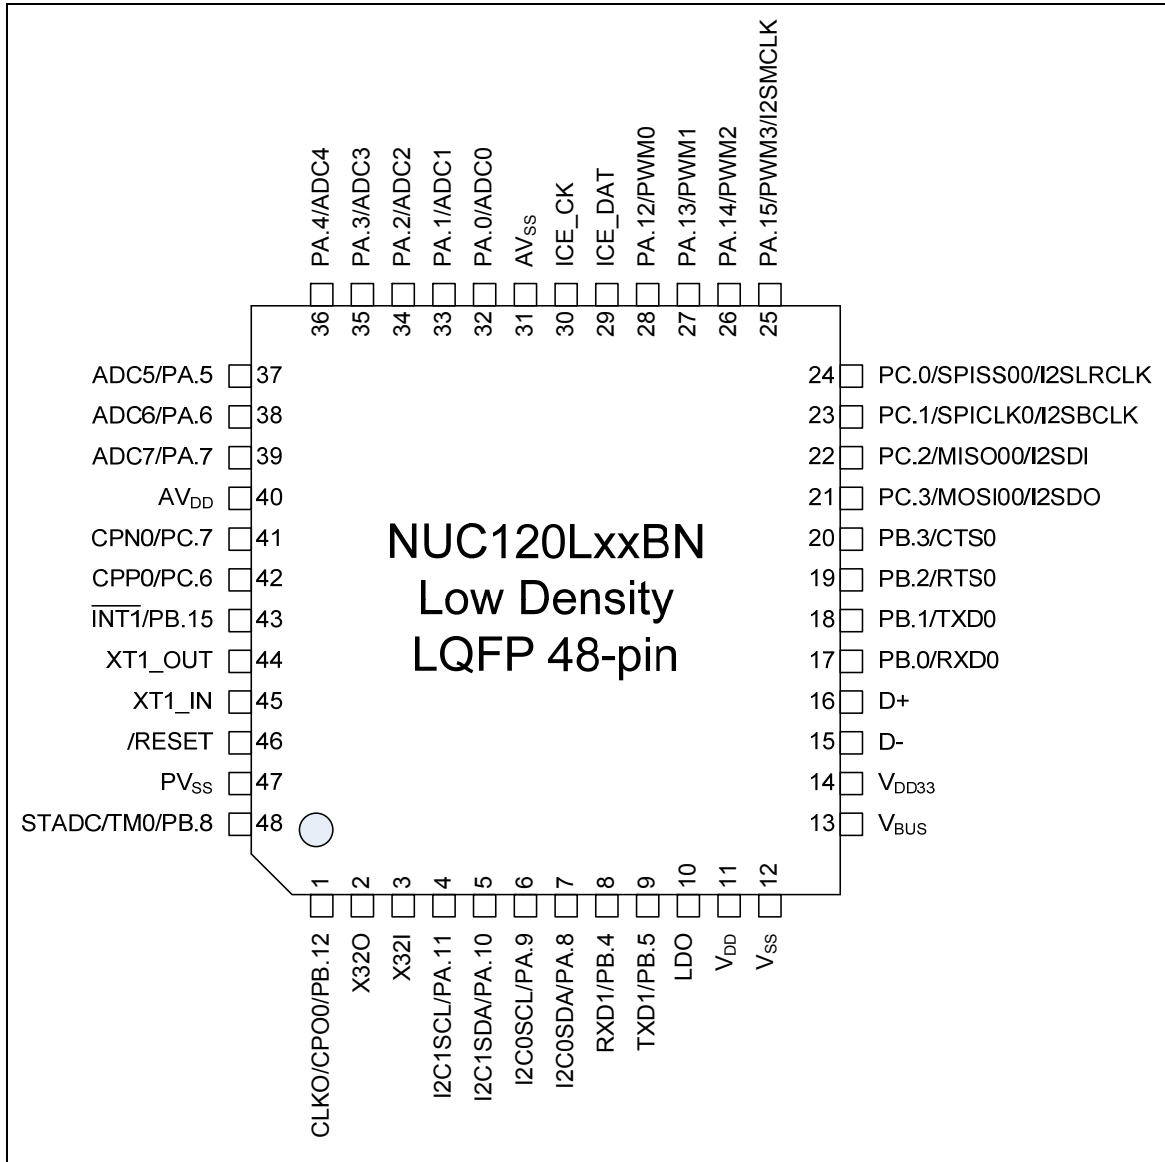 PA.4/ADC4
PA.3/ADC3
PA.2/ADC2
PA.1/ADC1
PA.0/ADC0
AVSS
ICE_CK
ICE_DAT
PA.12/PWM0
PA.13/PWM1
PA.14/PWM2
PA.15/PWM3/I2SMCLK
36
35
34
33
32
31
30
29
28
27
26
25
ADC5/PA.5 37
ADC6/PA.6 38
ADC7/PA.7 39
AVDD 40
CPN0/PC.7 41
CPP0/PC.6 42
INT1/PB.15 43
XT1_OUT 44
XT1_IN 45
/RESET 46
PVSS 47
STADC/TM0/PB.8 48
NUC120LxxBN
Low Density
LQFP 48-pin
24 PC.0/SPISS00/I2SLRCLK
23 PC.1/SPICLK0/I2SBCLK
22 PC.2/MISO00/I2SDI
21 PC.3/MOSI00/I2SDO
20 PB.3/CTS0
19 PB.2/RTS0
18 PB.1/TXD0
17 PB.0/RXD0
16 D+
15 D-
14 VDD33
13 VBUS
1
2
3
4
5
6
7
8
9
10
11
12
CLKO/CPO0/PB.12
X32O
X32I
I2C1SCL/PA.11
I2C1SDA/PA.10
I2C0SCL/PA.9
I2C0SDA/PA.8
RXD1/PB.4
TXD1/PB.5
LDO
VDD
VSS